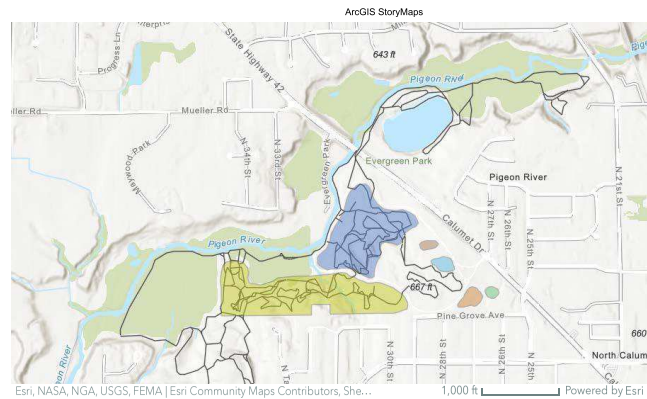 ArcGIS StoryMaps
State Highway 42
Progress Ln
643 ft
Pigeon River
Mueller Rd
Maywood-Park
N-34th-St
N-33rd-St
Evergreen Park
Evergreen Park
Pigeon River
N-21st-St
Calumet Dr
N-27th-St
N-26th-St
N-25th-St
Pigeon River
667 ft
Pine Grove Ave
660
N-30th-St
N-28th St
N-26th St
N-25th
North Calum
River
Esri, NASA, NGA, USGS, FEMA | Esri Community Maps Contributors, She…
1,000 ft
Powered by Esri